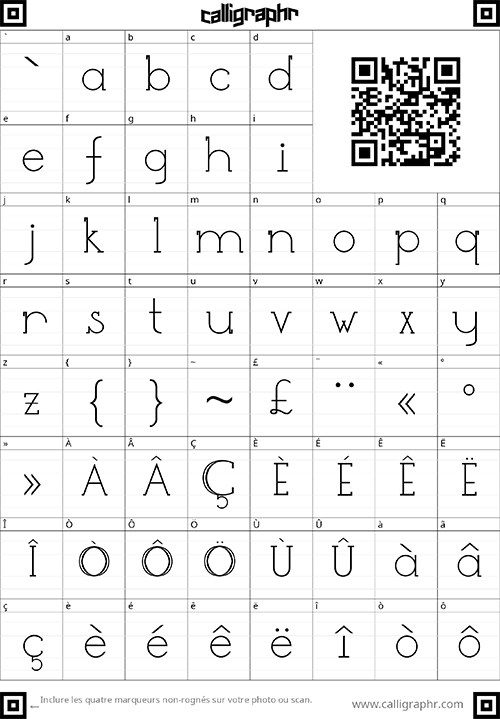 calligraphr
` a b c d
` a b c d
e f g h i
e f g h i
j k l m n o p q
j k l m n o p q
r s t u v w x y
r s t u v w x y
z { } ~ £ ¨ « °
z { } ~ £ ¨ « °
» À Â Ç È É Ê Ë
» À Â Ç È É Ê Ë
Î Ò Ô Ö Ù Û à â
Î Ò Ô Ö Ù Û à â
ç è é ê ë î ò ô
ç è é ê ë î ò ô
Inclure les quatre marqueurs non-rognés sur votre photo ou scan.
← www.calligraphr.com